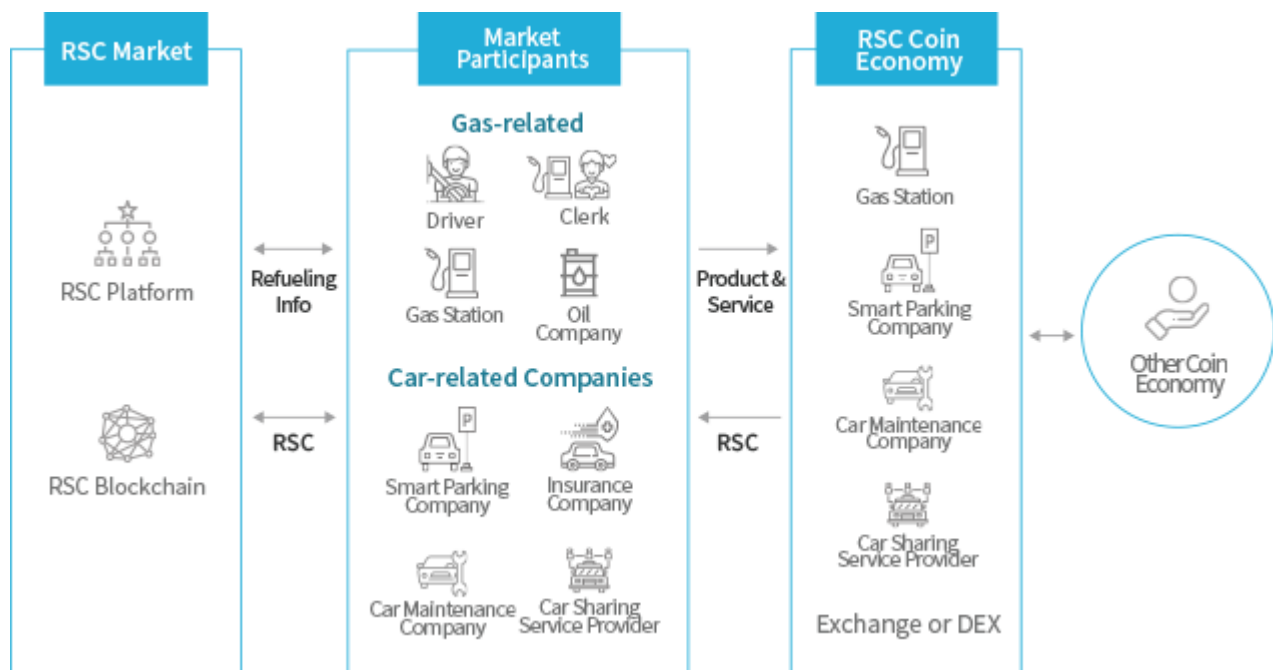 RSC Market
RSC Platform
RSC Blockchain
Refueling
Info
RSC
Market
Participants
Gas-related
Driver
Clerk
Gas Station
Oil
Company
Car-related Companies
P
Smart Parking
Company
Insurance
Company
Car Maintenance
Company
Car Sharing
Service Provider
Product &
Service
RSC
RSC Coin
Economy
Gas Station
P
Smart Parking
Company
Car Maintenance
Company
Car Sharing
Service Provider
Exchange or DEX
Other Coin
Economy